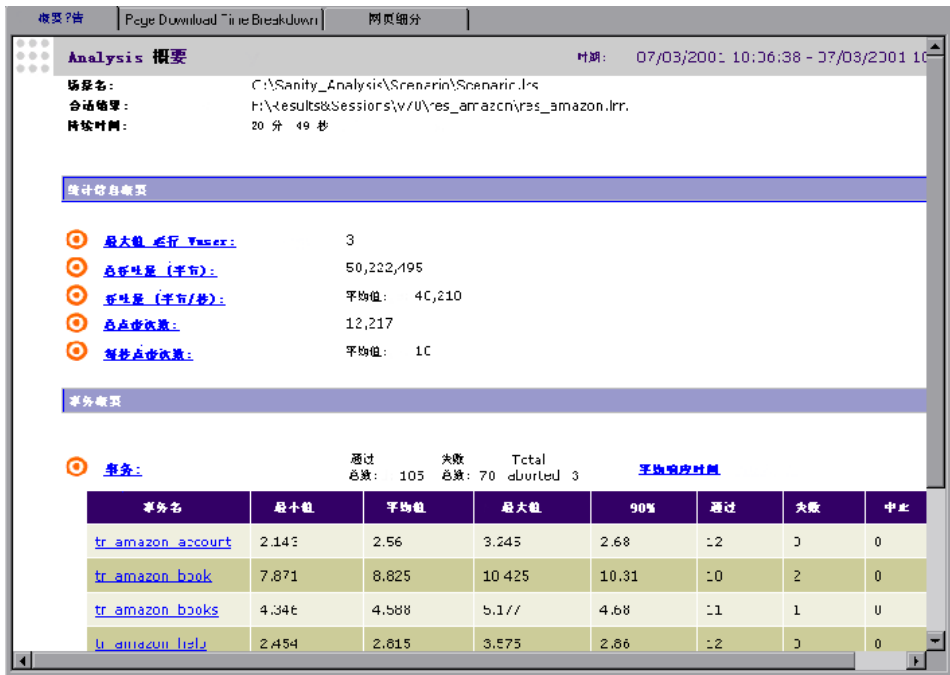 概要?告 Page Download Time Breakdown 网页细分
Analysis 概要 时期: 07/03/2001 10:06:38 - 07/03/2001 10
场景名: C:\Sanity_Analysis\Scenario\Scenario.lrs
会话结果: F:\Results&Sessions\v70\res_amazon\res_amazon.lrr.
持续时间: 20 分 49 秒
统计信息概要
最大值 运行 Vuser: 3
总吞吐量 (字节): 50,222,495
吞吐量 (字节/秒): 平均值: 40,210
总点击次数: 12,217
每秒点击次数: 平均值: 10
事务概要
事务: 通过总数: 105 失败总数: 70 Total aborted 3 平均响应时间
事务名 最小值 平均值 最大值 90% 通过 失败 中止
tr_amazon_account 2.143 2.56 3.245 2.68 12 0 0
tr_amazon_book 7.871 8.825 10.425 10.31 10 2 0
tr_amazon_books 4.346 4.588 5.177 4.68 11 1 0
tr_amazon_help 2.454 2.815 3.575 2.86 12 0 0